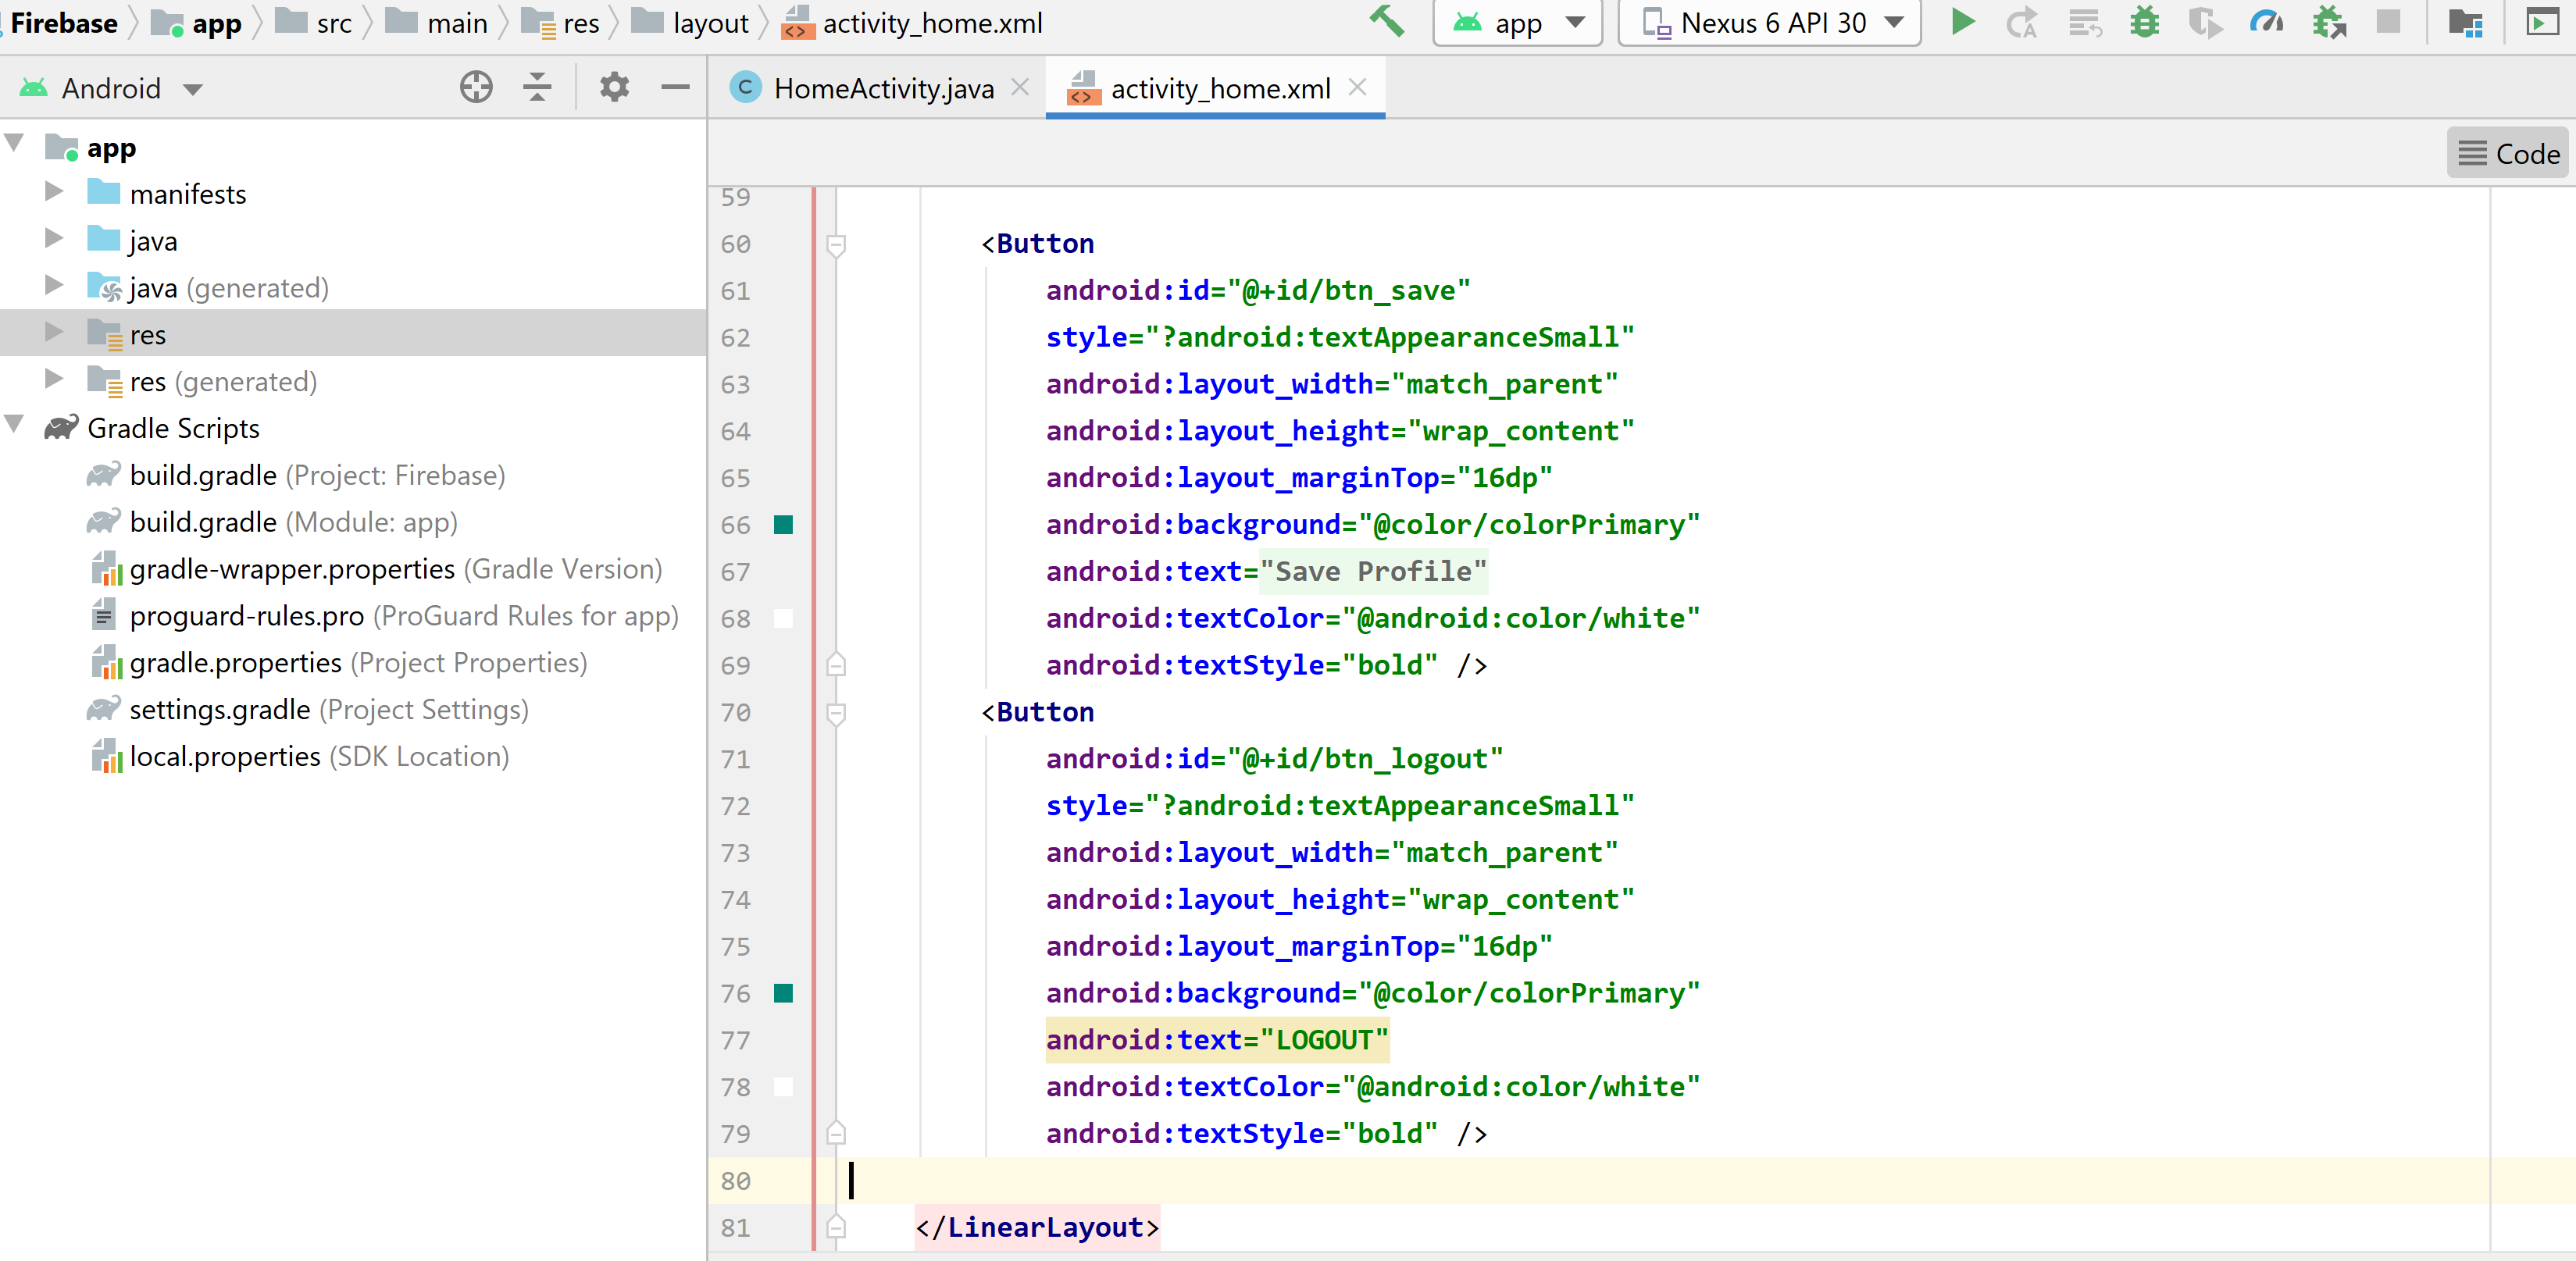 Firebase app src main res layout activity_home.xml app Nexus 6 API 30
Android
HomeActivity.java activity_home.xml
Code
app
manifests
java
java (generated)
res
res (generated)
Gradle Scripts
build.gradle (Project: Firebase)
build.gradle (Module: app)
gradle-wrapper.properties (Gradle Version)
proguard-rules.pro (ProGuard Rules for app)
gradle.properties (Project Properties)
settings.gradle (Project Settings)
local.properties (SDK Location)
59
60 <Button
61 android:id="@+id/btn_save"
62 style="?android:textAppearanceSmall"
63 android:layout_width="match_parent"
64 android:layout_height="wrap_content"
65 android:layout_marginTop="16dp"
66 android:background="@color/colorPrimary"
67 android:text="Save Profile"
68 android:textColor="@android:color/white"
69 android:textStyle="bold" />
70 <Button
71 android:id="@+id/btn_logout"
72 style="?android:textAppearanceSmall"
73 android:layout_width="match_parent"
74 android:layout_height="wrap_content"
75 android:layout_marginTop="16dp"
76 android:background="@color/colorPrimary"
77 android:text="LOGOUT"
78 android:textColor="@android:color/white"
79 android:textStyle="bold" />
80
81 </LinearLayout>